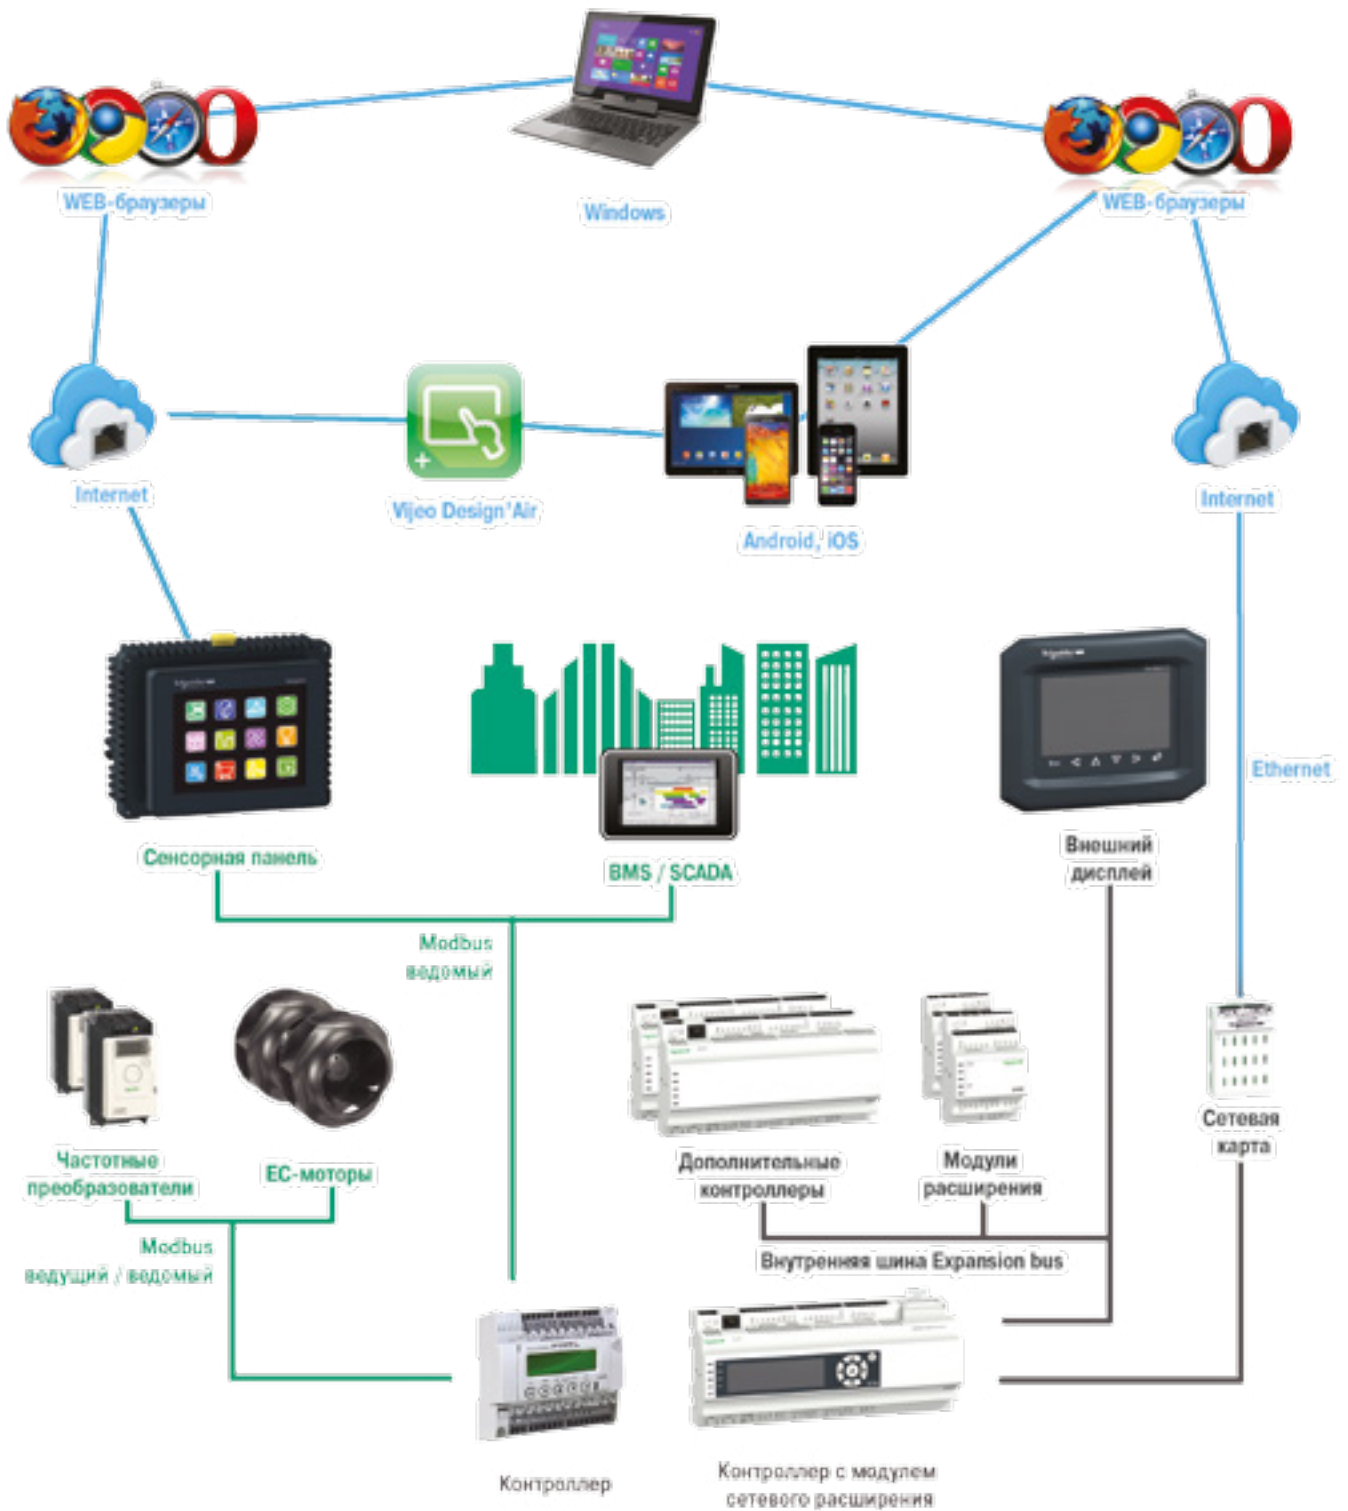 WEB-браузеры
Windows
WEB-браузеры
Internet
Vijeo Design'Air
Android, iOS
Internet
Ethernet
Сенсорная панель
BMS / SCADA
Внешний
дисплей
Modbus
ведомый
Частотные
преобразователи
ЕС-моторы
Дополнительные
контроллеры
Модули
расширения
Сетевая
карта
Modbus
ведущий / ведомый
Внутренняя шина Expansion bus
Контроллер
Контроллер с модулем
сетевого расширения